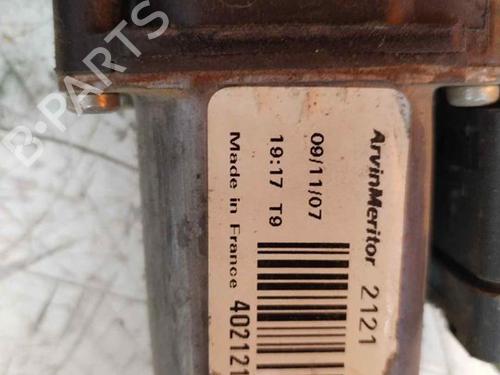 ArvinMeritor 2121
09/11/07
19:17 T9
Made in France 402121
B-PARTS